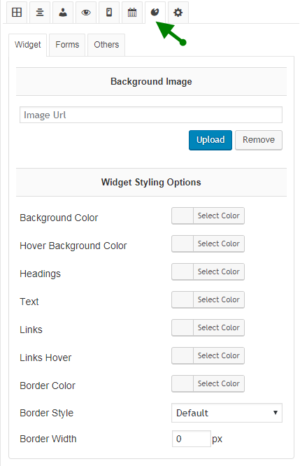 Widget Forms Others
Background Image
Image Url
Upload Remove
Widget Styling Options
Background Color Select Color
Hover Background Color Select Color
Headings Select Color
Text Select Color
Links Select Color
Links Hover Select Color
Border Color Select Color
Border Style Default
Border Width 0 px